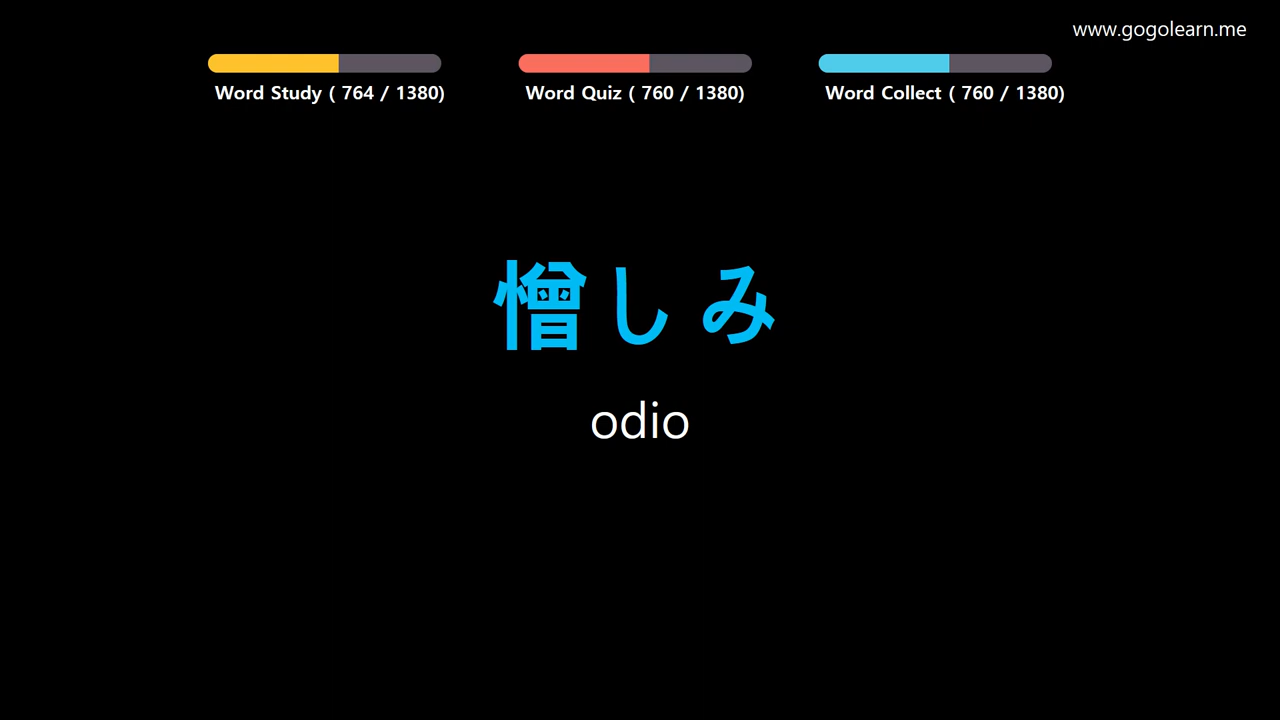 www.gogolearn.me
Word Study ( 764 / 1380)
Word Quiz ( 760 / 1380)
Word Collect ( 760 / 1380)
憎しみ
odio